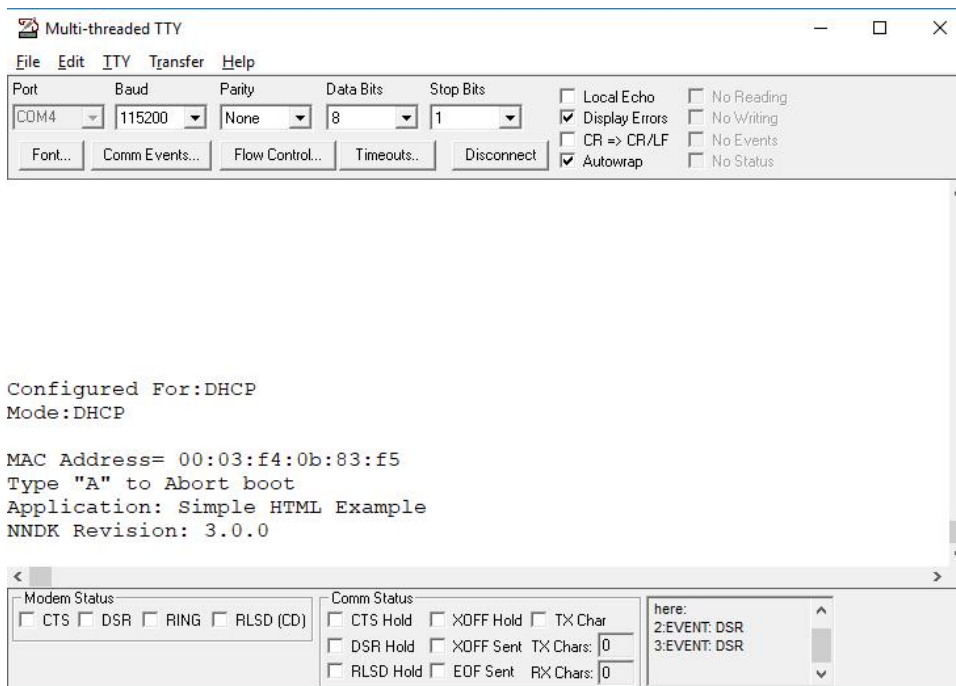 Multi-threaded TTY
File Edit TTY Transfer Help
Port Baud Parity Data Bits Stop Bits
COM4 115200 None 8 1
Local Echo No Reading
Display Errors No Writing
CR => CR/LF No Events
Autowrap No Status
Font... Comm Events... Flow Control... Timeouts.. Disconnect
Configured For:DHCP
Mode:DHCP
MAC Address= 00:03:f4:0b:83:f5
Type "A" to Abort boot
Application: Simple HTML Example
NNDK Revision: 3.0.0
Modem Status
CTS DSR RING RLSD (CD)
Comm Status
CTS Hold XOFF Hold TX Char
DSR Hold XOFF Sent TX Chars: 0
RLSD Hold EOF Sent RX Chars: 0
here:
2:EVENT: DSR
3:EVENT: DSR